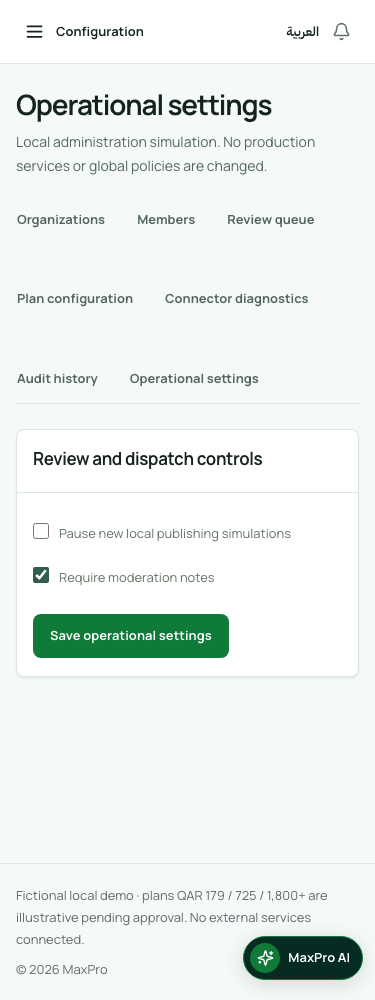 Configuration
العربية
Operational settings
Local administration simulation. No production
services or global policies are changed.
Organizations
Members
Review queue
Plan configuration
Connector diagnostics
Audit history
Operational settings
Review and dispatch controls
Pause new local publishing simulations
Require moderation notes
Save operational settings
Fictional local demo · plans QAR 179 / 725 / 1,800+ are
illustrative pending approval. No external services
connected.
MaxPro AI
© 2026 MaxPro